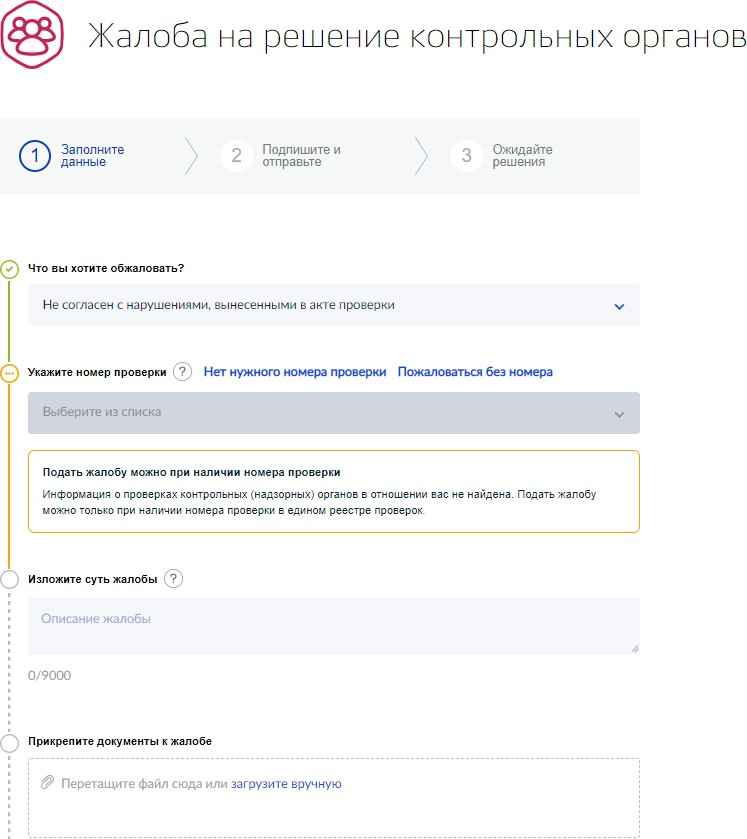 Жалоба на решение контрольных органов
1 Заполните
данные
2 Подпишите и
отправьте
3 Ожидайте
решения
Что вы хотите обжаловать?
Не согласен с нарушениями, вынесенными в акте проверки
Укажите номер проверки ? Нет нужного номера проверки Пожаловаться без номера
Выберите из списка
Подать жалобу можно при наличии номера проверки
Информация о проверках контрольных (надзорных) органов в отношении вас не найдена. Подать жалобу
можно только при наличии номера проверки в едином реестре проверок.
Изложите суть жалобы ?
Описание жалобы
0/9000
Прикрепите документы к жалобе
Перетащите файл сюда или загрузите вручную